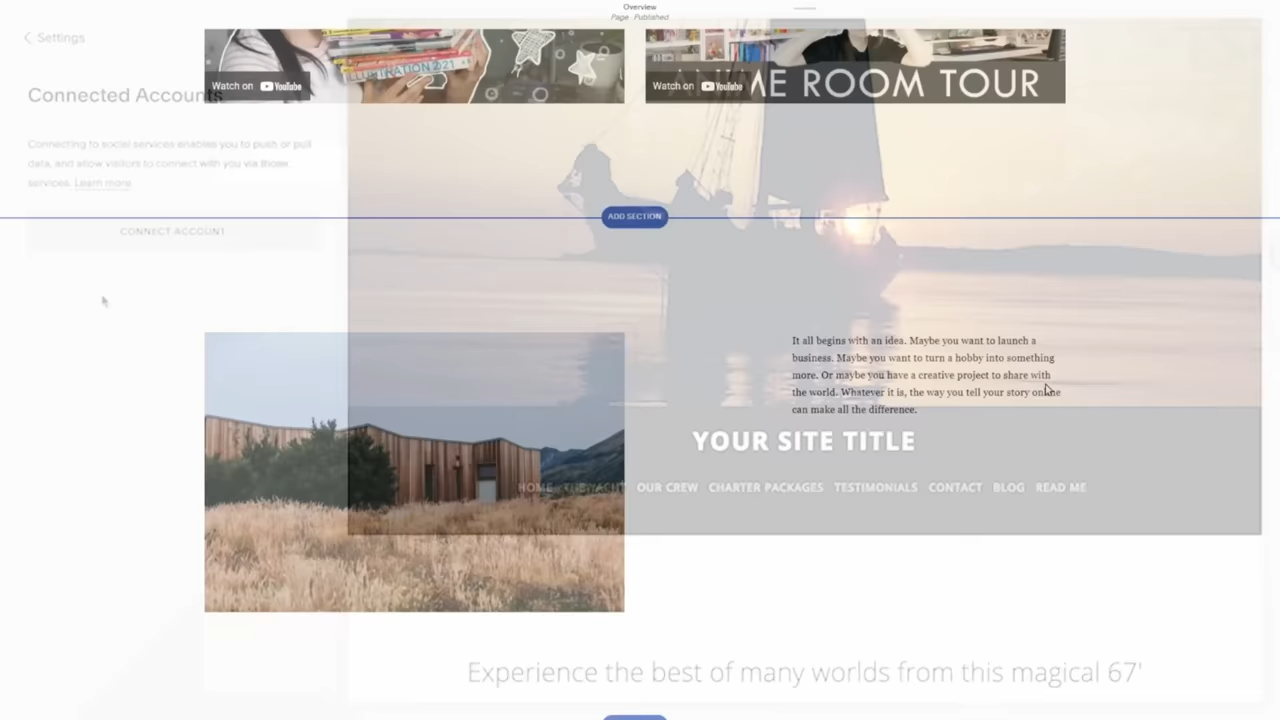 Overview
Page · Published
Settings
Connected Accounts
Connecting to social services enables you to push or pull
data, and allow visitors to connect with you via those
services. Learn more
CONNECT ACCOUNT
ILLUSTRATION 2021
Watch on YouTube
Watch on YouTube
ANIME ROOM TOUR
ADD SECTION
It all begins with an idea. Maybe you want to launch a
business. Maybe you want to turn a hobby into something
more. Or maybe you have a creative project to share with
the world. Whatever it is, the way you tell your story online
can make all the difference.
YOUR SITE TITLE
HOME THE YACHT OUR CREW CHARTER PACKAGES TESTIMONIALS CONTACT BLOG READ ME
Experience the best of many worlds from this magical 67'